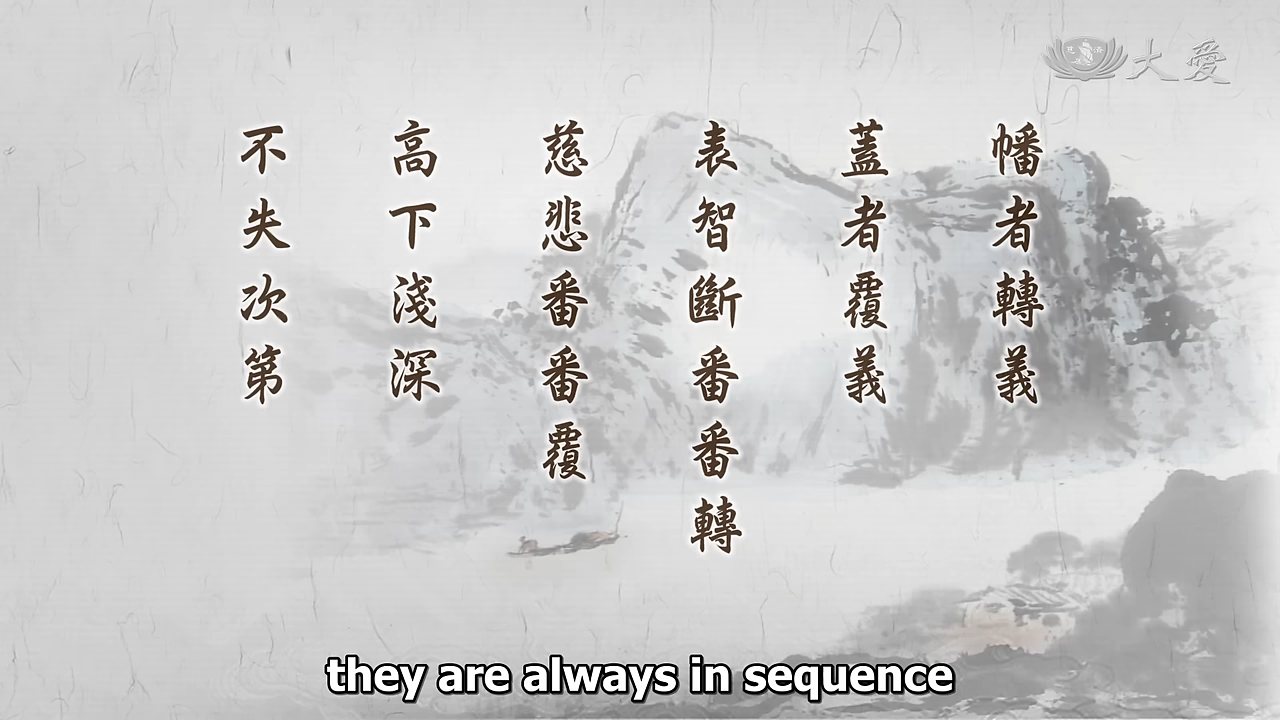 大愛
幡者轉義
蓋者覆義
表智斷番番轉
慈悲番番覆
高下淺深
不失次第
they are always in sequence